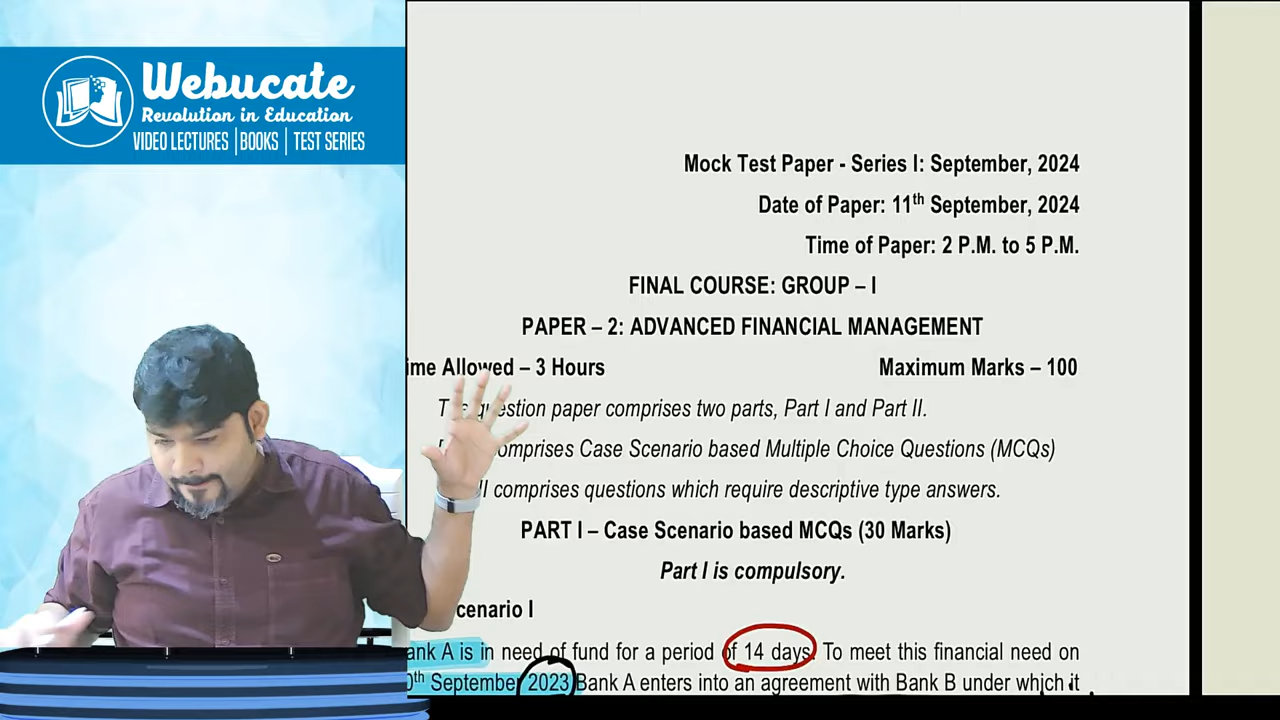 Webucate
Revolution in Education
VIDEO LECTURES | BOOKS | TEST SERIES
Mock Test Paper - Series I: September, 2024
Date of Paper: 11th September, 2024
Time of Paper: 2 P.M. to 5 P.M.
FINAL COURSE: GROUP – I
PAPER – 2: ADVANCED FINANCIAL MANAGEMENT
ime Allowed – 3 Hours
Maximum Marks – 100
question paper comprises two parts, Part I and Part II.
omprises Case Scenario based Multiple Choice Questions (MCQs)
II comprises questions which require descriptive type answers.
PART I – Case Scenario based MCQs (30 Marks)
Part I is compulsory.
cenario I
ank A is in need of fund for a period of 14 days. To meet this financial need on
0th September 2023 Bank A enters into an agreement with Bank B under which it